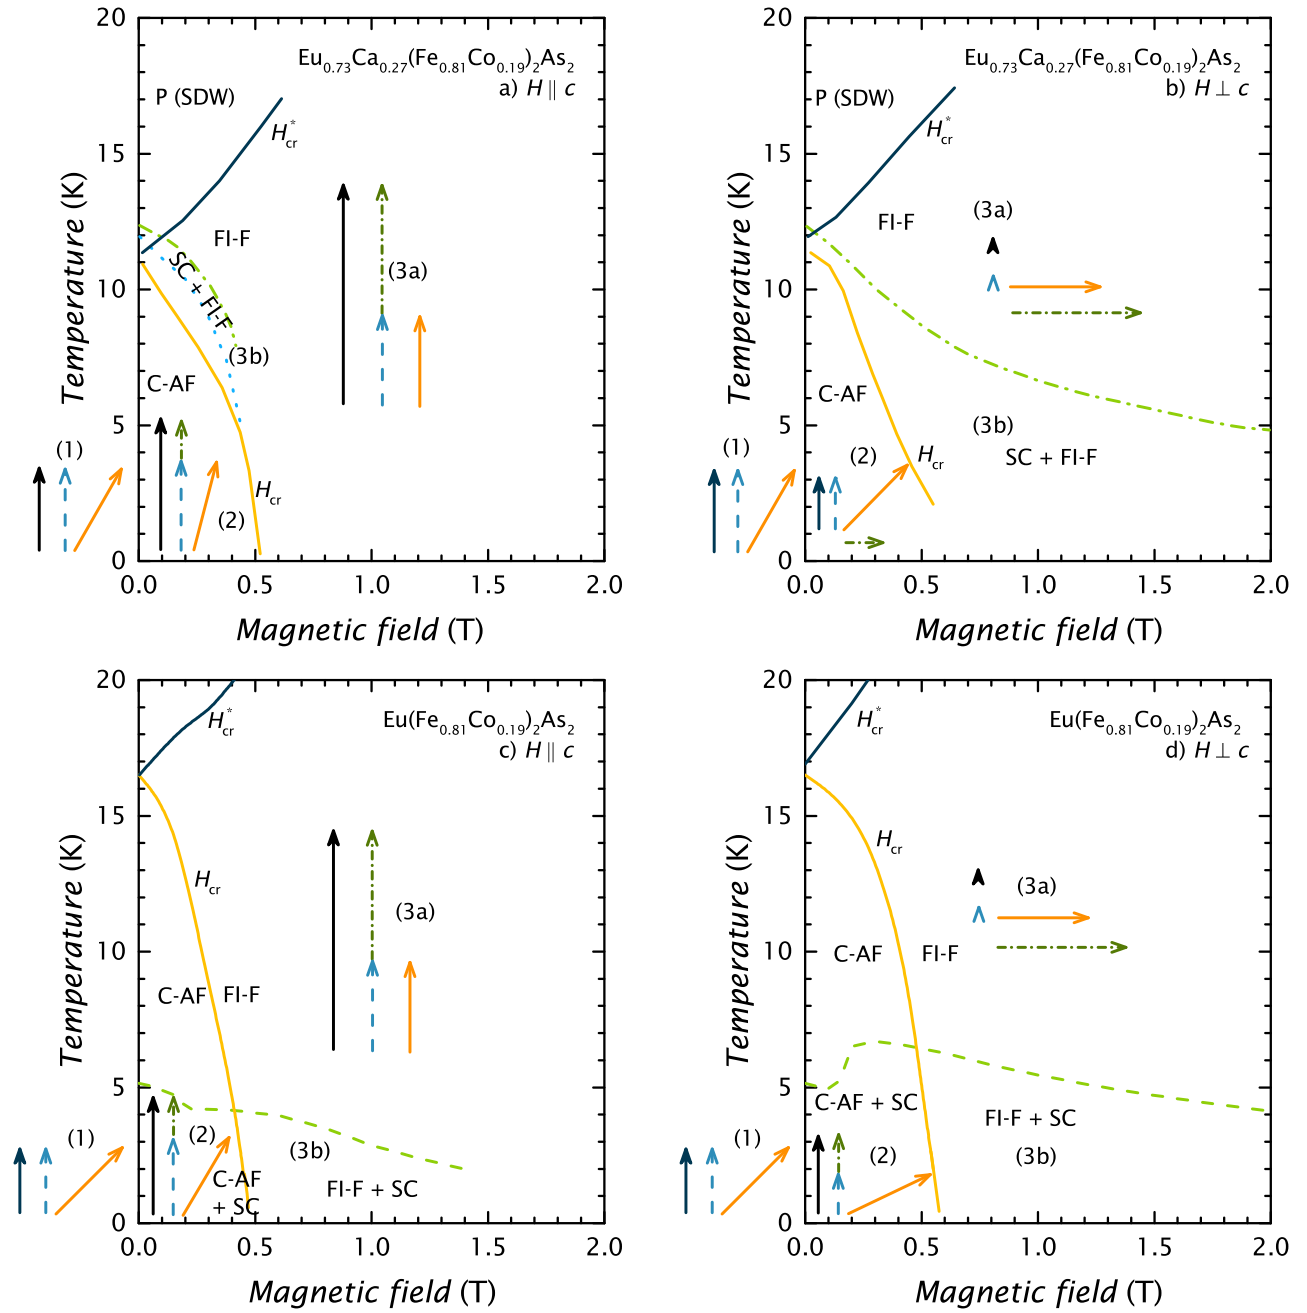 Eu0.73Ca0.27(Fe0.81Co0.19)2As2
a) H ∥ c
P (SDW)
H*cr
FI-F
SC + FI-F
(3a)
(3b)
C-AF
(1)
Hcr
(2)
20
15
10
5
0
0.0 0.5 1.0 1.5 2.0
Temperature (K)
Magnetic field (T)
Eu0.73Ca0.27(Fe0.81Co0.19)2As2
b) H ⊥ c
P (SDW)
H*cr
(3a)
FI-F
C-AF
(3b)
(1)
(2)
Hcr
SC + FI-F
20
15
10
5
0
0.0 0.5 1.0 1.5 2.0
Temperature (K)
Magnetic field (T)
Eu(Fe0.81Co0.19)2As2
c) H ∥ c
H*cr
Hcr
(3a)
C-AF
FI-F
(1)
(2)
(3b)
C-AF
+ SC
FI-F + SC
20
15
10
5
0
0.0 0.5 1.0 1.5 2.0
Temperature (K)
Magnetic field (T)
Eu(Fe0.81Co0.19)2As2
d) H ⊥ c
H*cr
Hcr
(3a)
C-AF
FI-F
C-AF + SC
FI-F + SC
(1)
(2)
(3b)
20
15
10
5
0
0.0 0.5 1.0 1.5 2.0
Temperature (K)
Magnetic field (T)